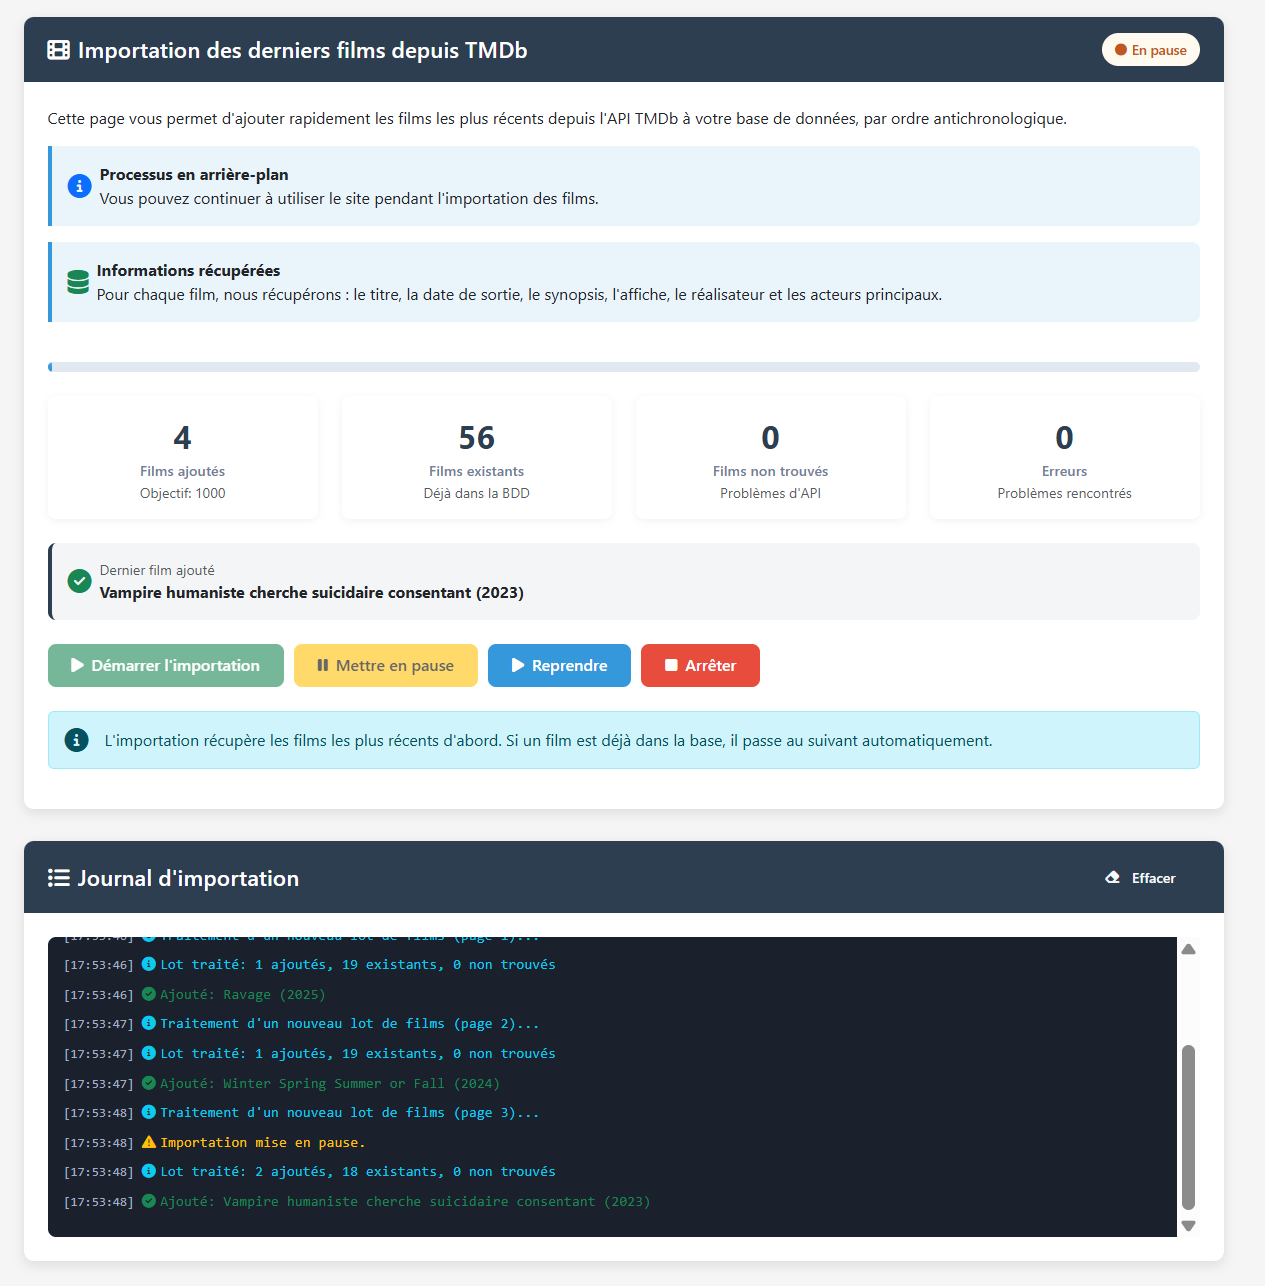 Importation des derniers films depuis TMDb
En pause
Cette page vous permet d'ajouter rapidement les films les plus récents depuis l'API TMDb à votre base de données, par ordre antichronologique.
Processus en arrière-plan
Vous pouvez continuer à utiliser le site pendant l'importation des films.
Informations récupérées
Pour chaque film, nous récupérons : le titre, la date de sortie, le synopsis, l'affiche, le réalisateur et les acteurs principaux.
4
Films ajoutés
Objectif: 1000
56
Films existants
Déjà dans la BDD
0
Films non trouvés
Problèmes d'API
0
Erreurs
Problèmes rencontrés
Dernier film ajouté
Vampire humaniste cherche suicidaire consentant (2023)
Démarrer l'importation
Mettre en pause
Reprendre
Arrêter
L'importation récupère les films les plus récents d'abord. Si un film est déjà dans la base, il passe au suivant automatiquement.
Journal d'importation
Effacer
Traitement d'un nouveau lot de films (page 1)...
[17:53:46] Lot traité: 1 ajoutés, 19 existants, 0 non trouvés
[17:53:46] Ajouté: Ravage (2025)
[17:53:47] Traitement d'un nouveau lot de films (page 2)...
[17:53:47] Lot traité: 1 ajoutés, 19 existants, 0 non trouvés
[17:53:47] Ajouté: Winter Spring Summer or Fall (2024)
[17:53:48] Traitement d'un nouveau lot de films (page 3)...
[17:53:48] Importation mise en pause.
[17:53:48] Lot traité: 2 ajoutés, 18 existants, 0 non trouvés
[17:53:48] Ajouté: Vampire humaniste cherche suicidaire consentant (2023)